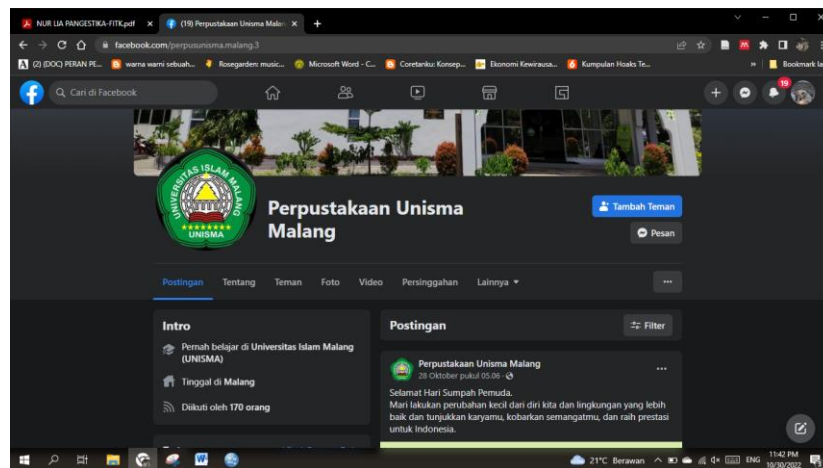 NUR LIA PANGESTIKA-FITK.pdf
(19) Perpustakaan Unisma Malan
facebook.com/perpusunisma.malang.3
(2) (DOC) PERAN PE...
warna warni sebuah...
Rosegarden: music...
Microsoft Word - C...
Coretanku: Konsep...
Ekonomi Kewirausa...
Kumpulan Hoaks Te...
Bookmark la
Cari di Facebook
19
UNIVERSITAS ISLAM MALANG
UNISMA
Perpustakaan Unisma
Malang
Tambah Teman
Pesan
Postingan
Tentang
Teman
Foto
Video
Persinggahan
Lainnya
Intro
Pernah belajar di Universitas Islam Malang
(UNISMA)
Tinggal di Malang
Diikuti oleh 170 orang
Postingan
Filter
Perpustakaan Unisma Malang
28 Oktober pukul 05.06
Selamat Hari Sumpah Pemuda.
Mari lakukan perubahan kecil dari diri kita dan lingkungan yang lebih
baik dan tunjukkan karyamu, kobarkan semangatmu, dan raih prestasi
untuk Indonesia.
21°C Berawan
ENG
11:42 PM
10/30/2022